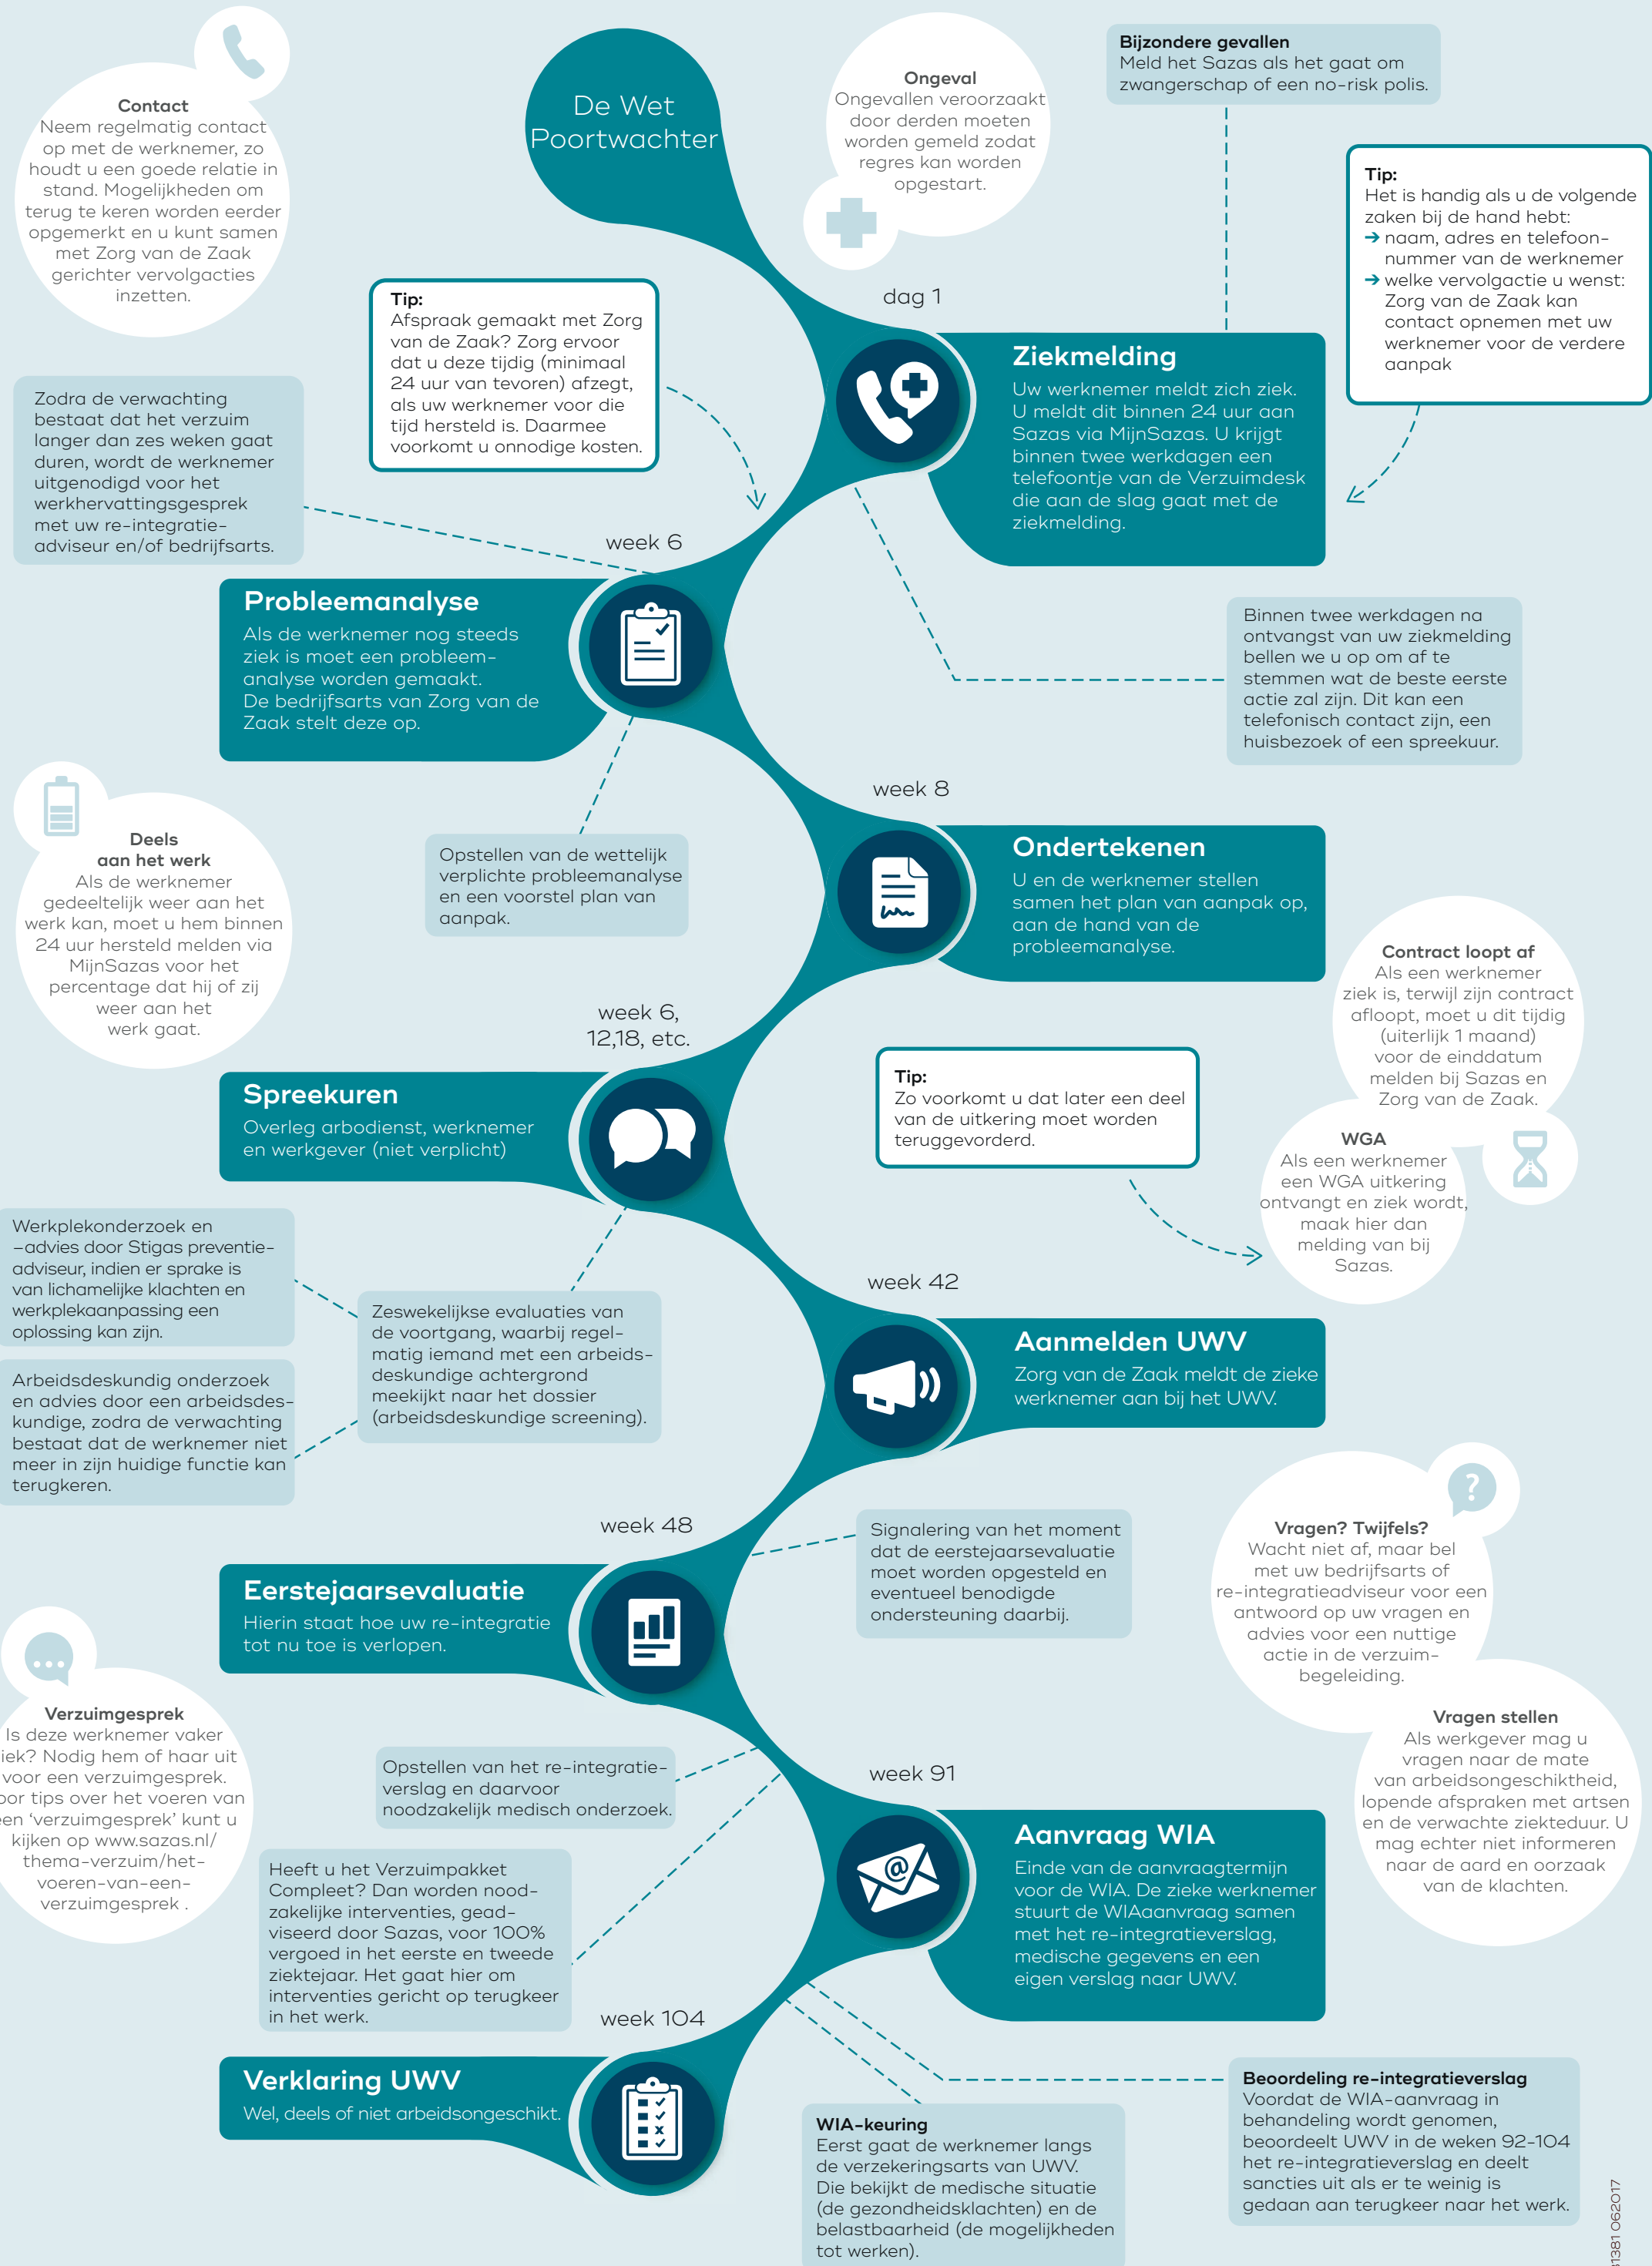 De Wet
Poortwachter
Contact
Neem regelmatig contact
op met de werknemer, zo
houdt u een goede relatie in
stand. Mogelijkheden om
terug te keren worden eerder
opgemerkt en u kunt samen
met Zorg van de Zaak
gerichter vervolgacties
inzetten.
Ongeval
Ongevallen veroorzaakt
door derden moeten
worden gemeld zodat
regres kan worden
opgestart.
Bijzondere gevallen
Meld het Sazas als het gaat om
zwangerschap of een no-risk polis.
Tip:
Het is handig als u de volgende
zaken bij de hand hebt:
➔ naam, adres en telefoon-
nummer van de werknemer
➔ welke vervolgactie u wenst:
Zorg van de Zaak kan
contact opnemen met uw
werknemer voor de verdere
aanpak
Tip:
Afspraak gemaakt met Zorg
van de Zaak? Zorg ervoor
dat u deze tijdig (minimaal
24 uur van tevoren) afzegt,
als uw werknemer voor die
tijd hersteld is. Daarmee
voorkomt u onnodige kosten.
dag 1
Ziekmelding
Uw werknemer meldt zich ziek.
U meldt dit binnen 24 uur aan
Sazas via MijnSazas. U krijgt
binnen twee werkdagen een
telefoontje van de Verzuimdesk
die aan de slag gaat met de
ziekmelding.
Zodra de verwachting
bestaat dat het verzuim
langer dan zes weken gaat
duren, wordt de werknemer
uitgenodigd voor het
werkhervattingsgesprek
met uw re-integratie-
adviseur en/of bedrijfsarts.
week 6
Probleemanalyse
Als de werknemer nog steeds
ziek is moet een probleem-
analyse worden gemaakt.
De bedrijfsarts van Zorg van de
Zaak stelt deze op.
Binnen twee werkdagen na
ontvangst van uw ziekmelding
bellen we u op om af te
stemmen wat de beste eerste
actie zal zijn. Dit kan een
telefonisch contact zijn, een
huisbezoek of een spreekuur.
Deels
aan het werk
Als de werknemer
gedeeltelijk weer aan het
werk kan, moet u hem binnen
24 uur hersteld melden via
MijnSazas voor het
percentage dat hij of zij
weer aan het
werk gaat.
Opstellen van de wettelijk
verplichte probleemanalyse
en een voorstel plan van
aanpak.
week 8
Ondertekenen
U en de werknemer stellen
samen het plan van aanpak op,
aan de hand van de
probleemanalyse.
Contract loopt af
Als een werknemer
ziek is, terwijl zijn contract
afloopt, moet u dit tijdig
(uiterlijk 1 maand)
voor de einddatum
melden bij Sazas en
Zorg van de Zaak.
week 6,
12,18, etc.
Spreekuren
Overleg arbodienst, werknemer
en werkgever (niet verplicht)
Tip:
Zo voorkomt u dat later een deel
van de uitkering moet worden
teruggevorderd.
WGA
Als een werknemer
een WGA uitkering
ontvangt en ziek wordt,
maak hier dan
melding van bij
Sazas.
Werkplekonderzoek en
–advies door Stigas preventie-
adviseur, indien er sprake is
van lichamelijke klachten en
werkplekaanpassing een
oplossing kan zijn.
Zeswekelijkse evaluaties van
de voortgang, waarbij regel-
matig iemand met een arbeids-
deskundige achtergrond
meekijkt naar het dossier
(arbeidsdeskundige screening).
Arbeidsdeskundig onderzoek
en advies door een arbeidsdes-
kundige, zodra de verwachting
bestaat dat de werknemer niet
meer in zijn huidige functie kan
terugkeren.
week 42
Aanmelden UWV
Zorg van de Zaak meldt de zieke
werknemer aan bij het UWV.
week 48
Eerstejaarsevaluatie
Hierin staat hoe uw re-integratie
tot nu toe is verlopen.
Signalering van het moment
dat de eerstejaarsevaluatie
moet worden opgesteld en
eventueel benodigde
ondersteuning daarbij.
?
Vragen? Twijfels?
Wacht niet af, maar bel
met uw bedrijfsarts of
re-integratieadviseur voor een
antwoord op uw vragen en
advies voor een nuttige
actie in de verzuim-
begeleiding.
Vragen stellen
Als werkgever mag u
vragen naar de mate
van arbeidsongeschiktheid,
lopende afspraken met artsen
en de verwachte ziekteduur. U
mag echter niet informeren
naar de aard en oorzaak
van de klachten.
Verzuimgesprek
Is deze werknemer vaker
iek? Nodig hem of haar uit
voor een verzuimgesprek.
oor tips over het voeren van
en ‘verzuimgesprek’ kunt u
kijken op www.sazas.nl/
thema-verzuim/het-
voeren-van-een-
verzuimgesprek .
Opstellen van het re-integratie-
verslag en daarvoor
noodzakelijk medisch onderzoek.
Heeft u het Verzuimpakket
Compleet? Dan worden nood-
zakelijke interventies, gead-
viseerd door Sazas, voor 100%
vergoed in het eerste en tweede
ziektejaar. Het gaat hier om
interventies gericht op terugkeer
in het werk.
week 91
@
Aanvraag WIA
Einde van de aanvraagtermijn
voor de WIA. De zieke werknemer
stuurt de WIAaanvraag samen
met het re-integratieverslag,
medische gegevens en een
eigen verslag naar UWV.
week 104
Verklaring UWV
Wel, deels of niet arbeidsongeschikt.
WIA-keuring
Eerst gaat de werknemer langs
de verzekeringsarts van UWV.
Die bekijkt de medische situatie
(de gezondheidsklachten) en de
belastbaarheid (de mogelijkheden
tot werken).
Beoordeling re-integratieverslag
Voordat de WIA-aanvraag in
behandeling wordt genomen,
beoordeelt UWV in de weken 92-104
het re-integratieverslag en deelt
sancties uit als er te weinig is
gedaan aan terugkeer naar het werk.
31381 062017